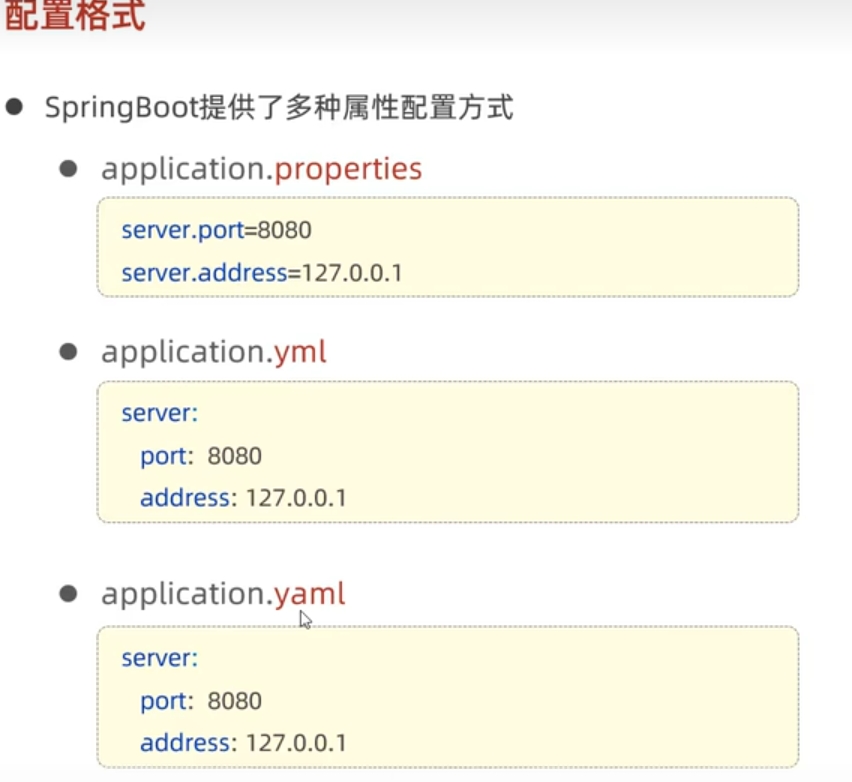 配置格式
SpringBoot提供了多种属性配置方式
application.properties
server.port=8080
server.address=127.0.0.1
application.yml
server:
port: 8080
address: 127.0.0.1
application.yaml
server:
port: 8080
address: 127.0.0.1